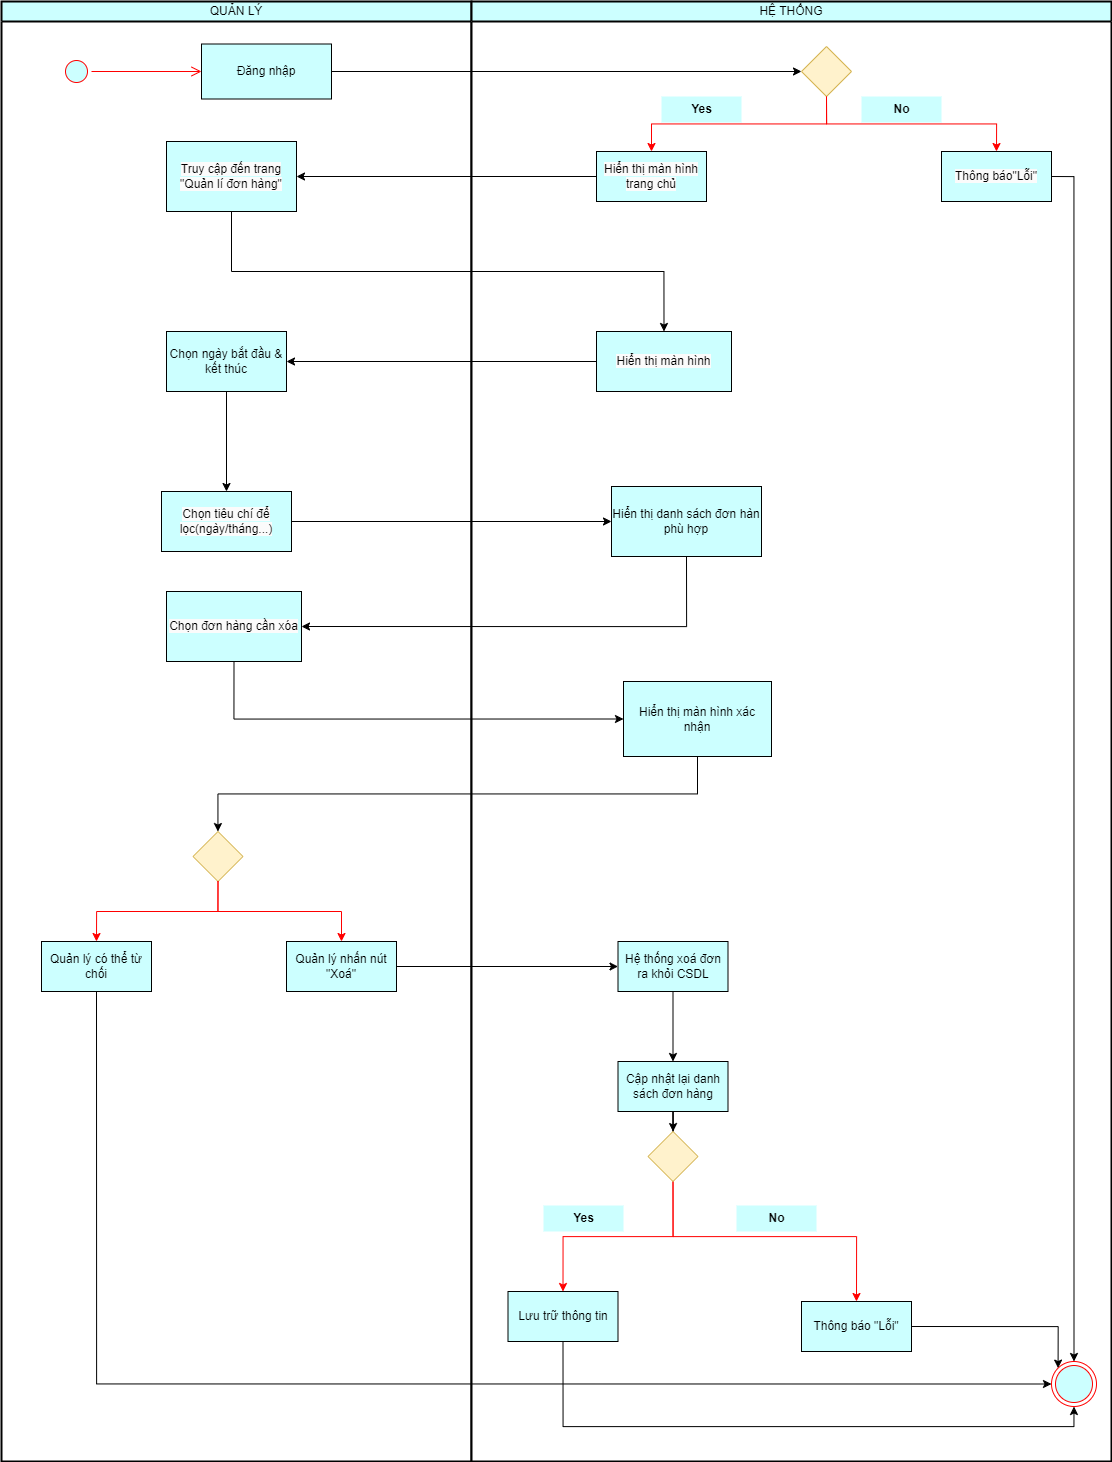 QUẢN LÝ
HỆ THỐNG
Đăng nhập
Yes
No
Truy cập đến trang
"Quản lí đơn hàng"
Hiển thị màn hình
trang chủ
Thông báo"Lỗi"
Chọn ngày bắt đầu &
kết thúc
Hiển thị màn hình
Chọn tiêu chí để
lọc(ngày/tháng...)
Hiển thị danh sách đơn hàn
phù hợp
Chọn đơn hàng cần xóa
Hiển thị màn hình xác
nhận
Quản lý có thể từ
chối
Quản lý nhấn nút
"Xoá"
Hệ thống xoá đơn
ra khỏi CSDL
Câp nhật lại danh
sách đơn hàng
Yes
No
Lưu trữ thông tin
Thông báo "Lỗi"